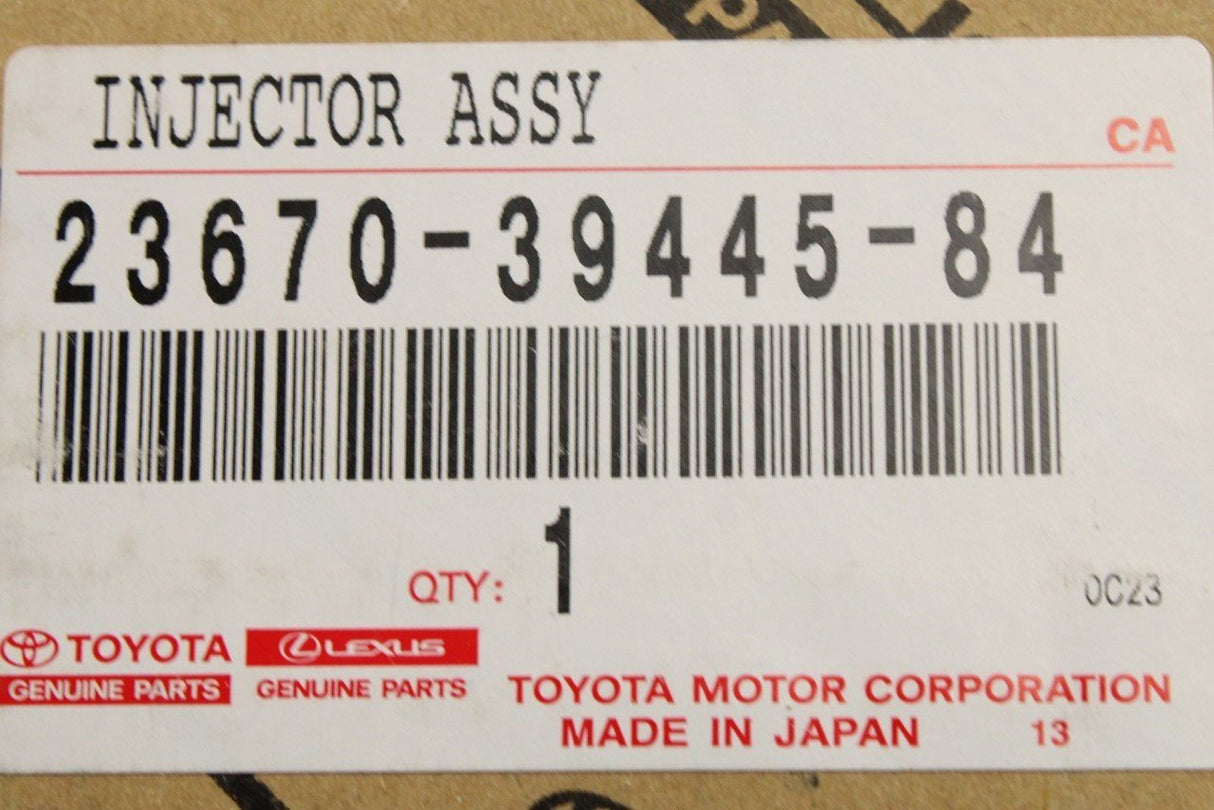 INJECTOR ASSY
CA
23670-39445-84
QTY: 1
0C23
TOYOTA
GENUINE PARTS
LEXUS
GENUINE PARTS
TOYOTA MOTOR CORPORATION
MADE IN JAPAN 13